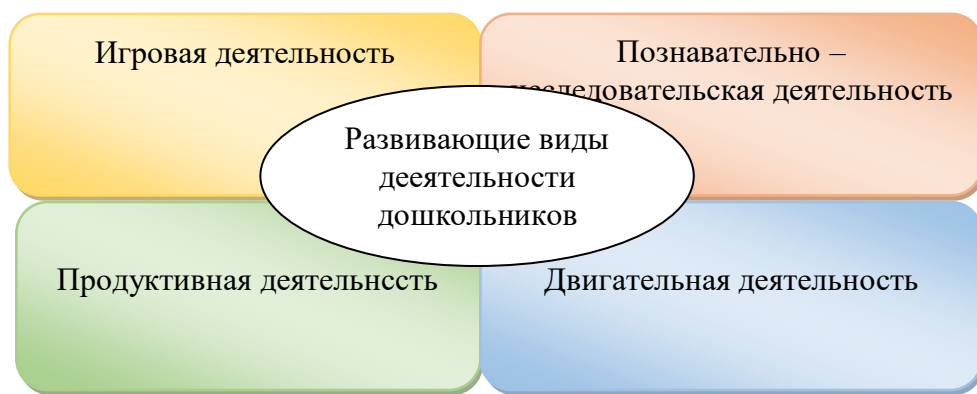 Игровая деятельность
Познавательно –
исследовательская деятельность
Развивающие виды
дееятельности
дошкольников
Продуктивная деятельнссть
Двигательная деятельность